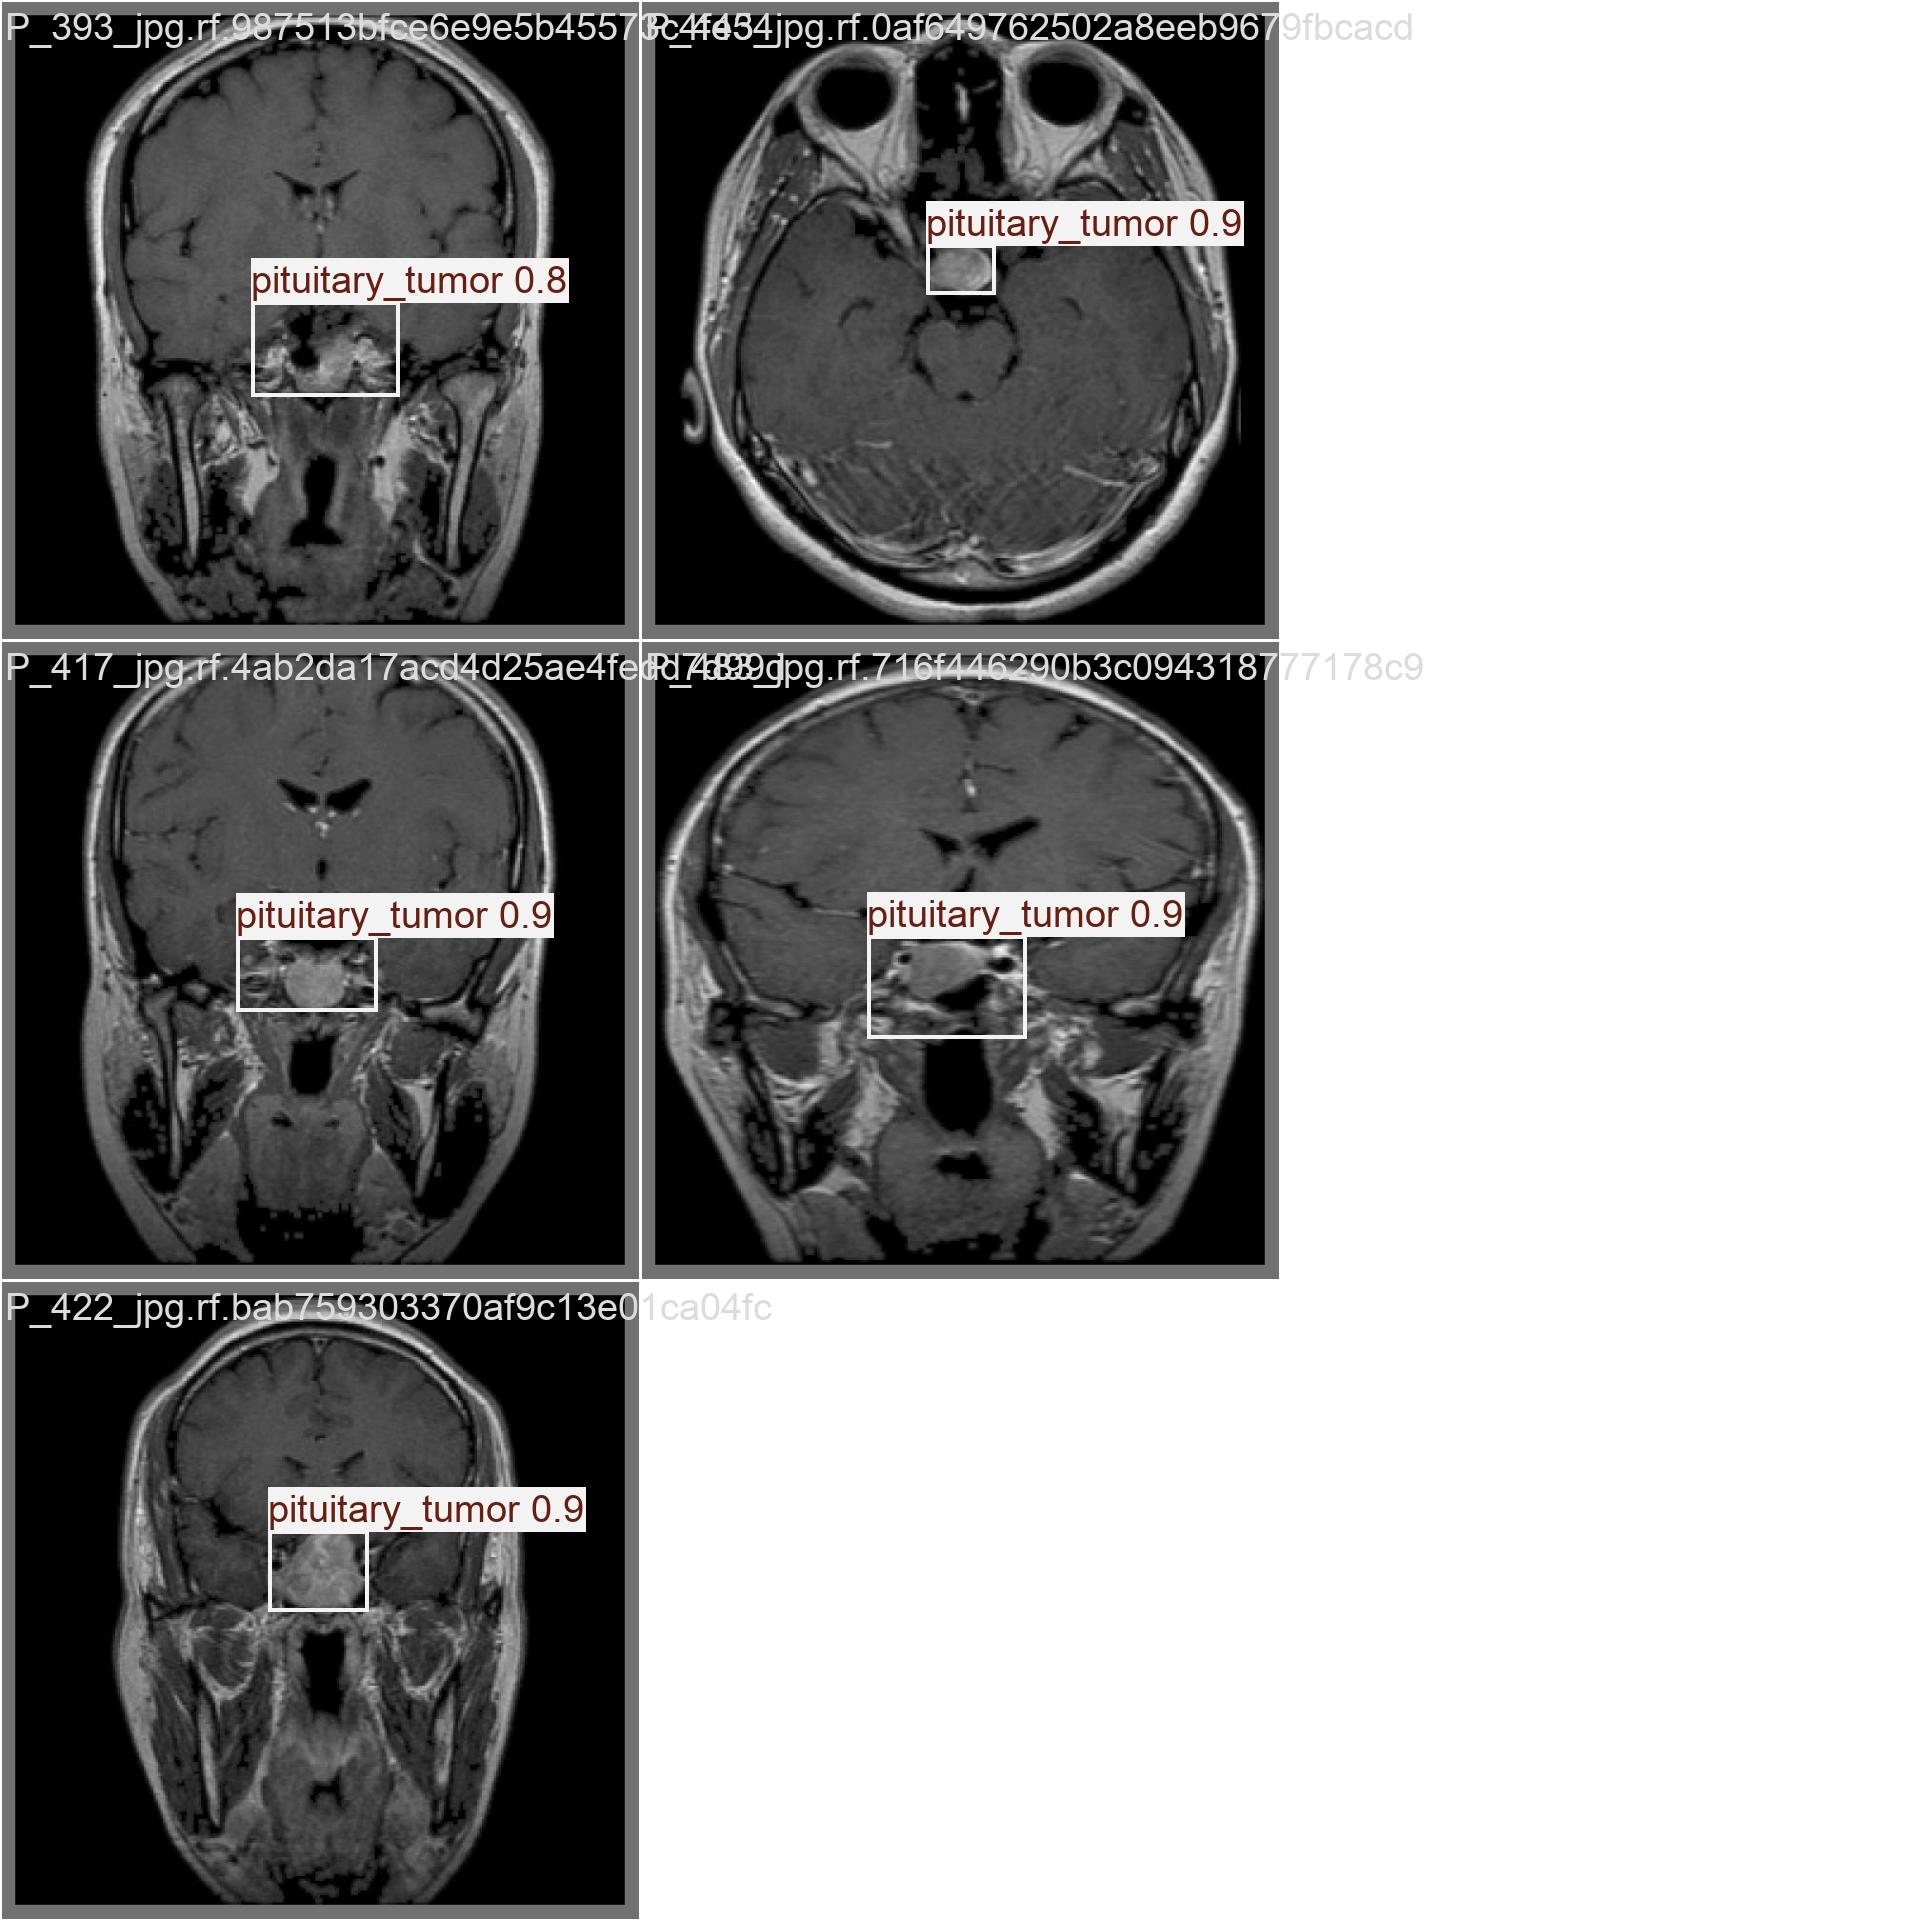 P_393_jpg.rf.987513bfce6e9e5b45573
jpg.rf.0af649762502a8eeb9679fbcacd
pituitary_tumor 0.9
pituitary_tumor 0.8
P_417_jpg.rf.4ab2da17acd4d25ae4fe
jpg.rf.716f446290b3c094318777178c9
pituitary_tumor 0.9
pituitary_tumor 0.9
P_422_jpg.rf.bab759303370af9c13e01ca04fc
pituitary_tumor 0.9